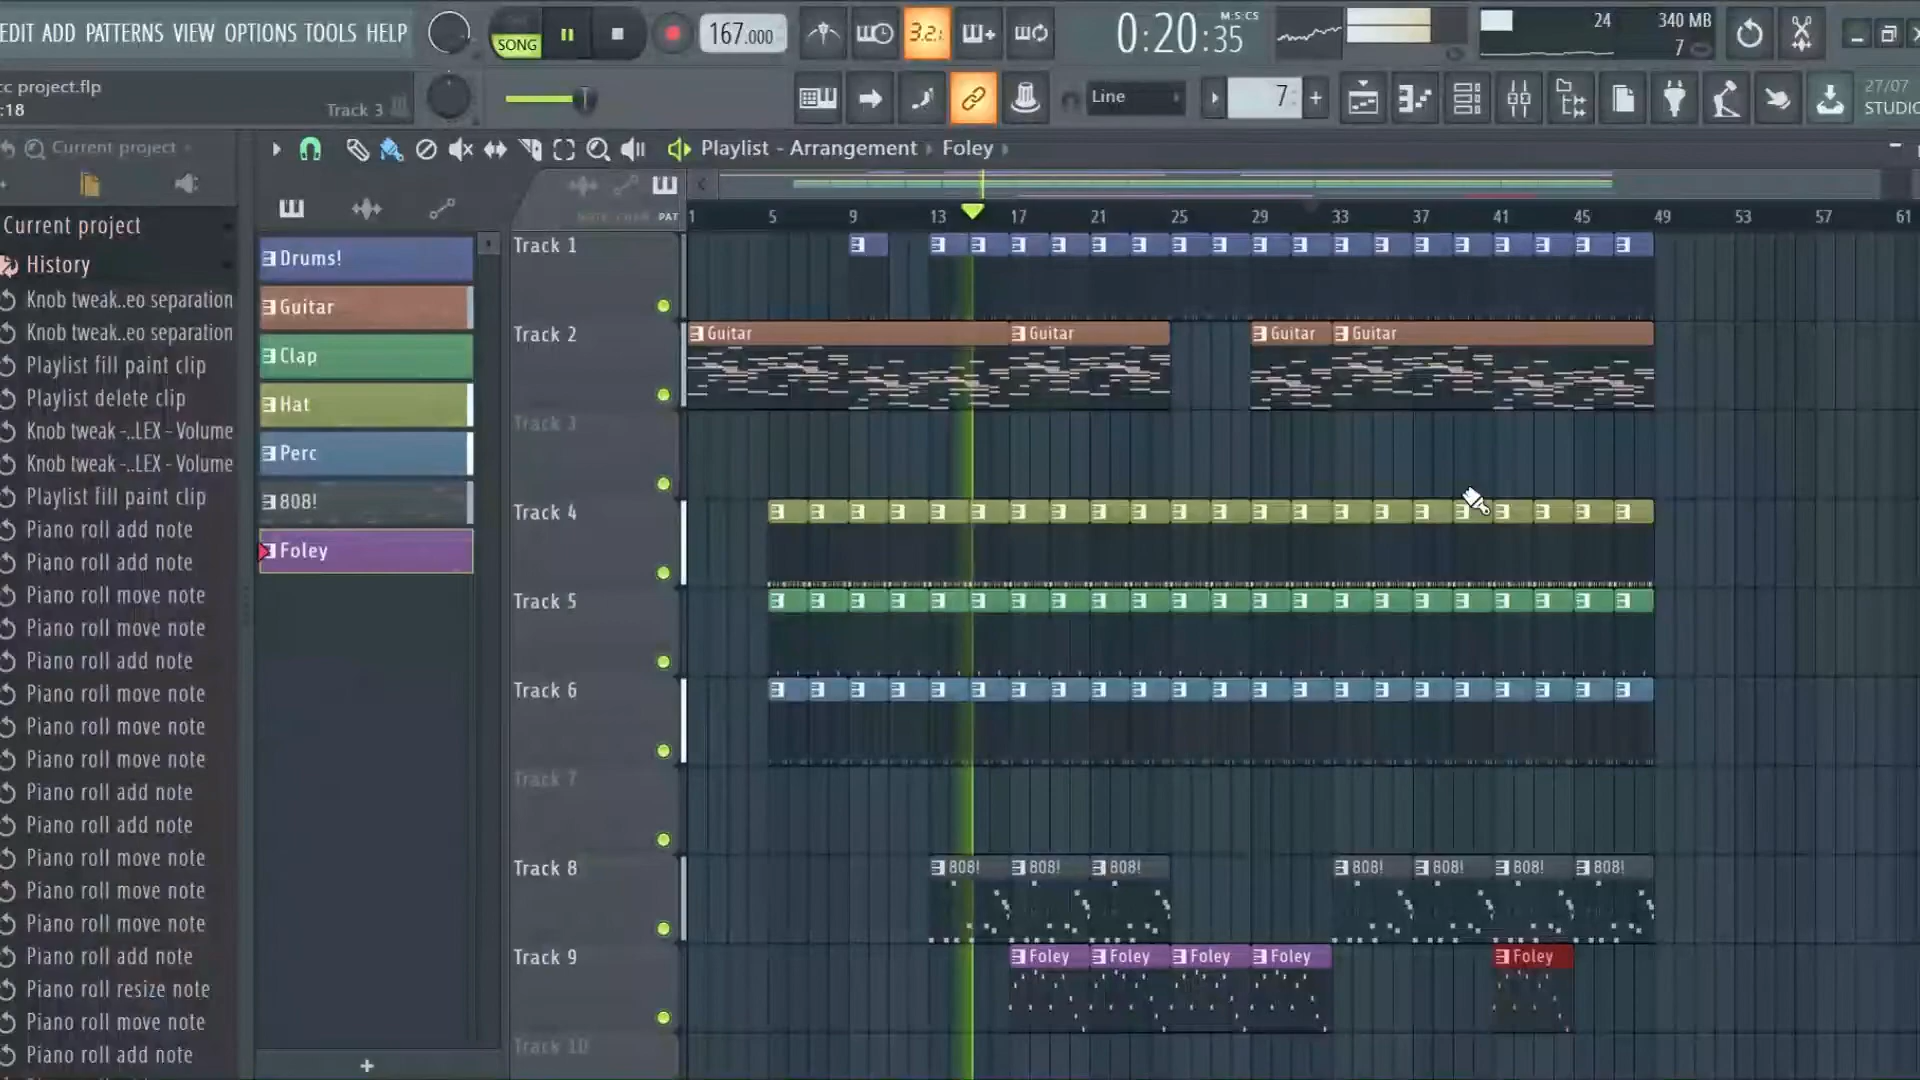 EDIT ADD PATTERNS VIEW OPTIONS TOOLS HELP
SONG
167.000
3.2.
0:20:35
M:S:CS
24
340 MB
7
cc project.flp
:18
Track 3
Line
7
27/07
STUDIO
Current project
Playlist - Arrangement › Foley ›
NOTE CHAN PAT
1 5 9 13 17 21 25 29 33 37 41 45 49 53 57 61
Current project
History
Knob tweak..eo separation
Knob tweak..eo separation
Playlist fill paint clip
Playlist delete clip
Knob tweak -..LEX - Volume
Knob tweak -..LEX - Volume
Playlist fill paint clip
Piano roll add note
Piano roll add note
Piano roll move note
Piano roll move note
Piano roll add note
Piano roll move note
Piano roll move note
Piano roll move note
Piano roll add note
Piano roll add note
Piano roll move note
Piano roll move note
Piano roll move note
Piano roll add note
Piano roll resize note
Piano roll move note
Piano roll add note
Drums!
Guitar
Clap
Hat
Perc
808!
Foley
+
Track 1
Track 2
Guitar Guitar Guitar Guitar
Track 3
Track 4
Track 5
Track 6
Track 7
Track 8
808! 808! 808! 808! 808! 808! 808!
Track 9
Foley Foley Foley Foley Foley
Track 10